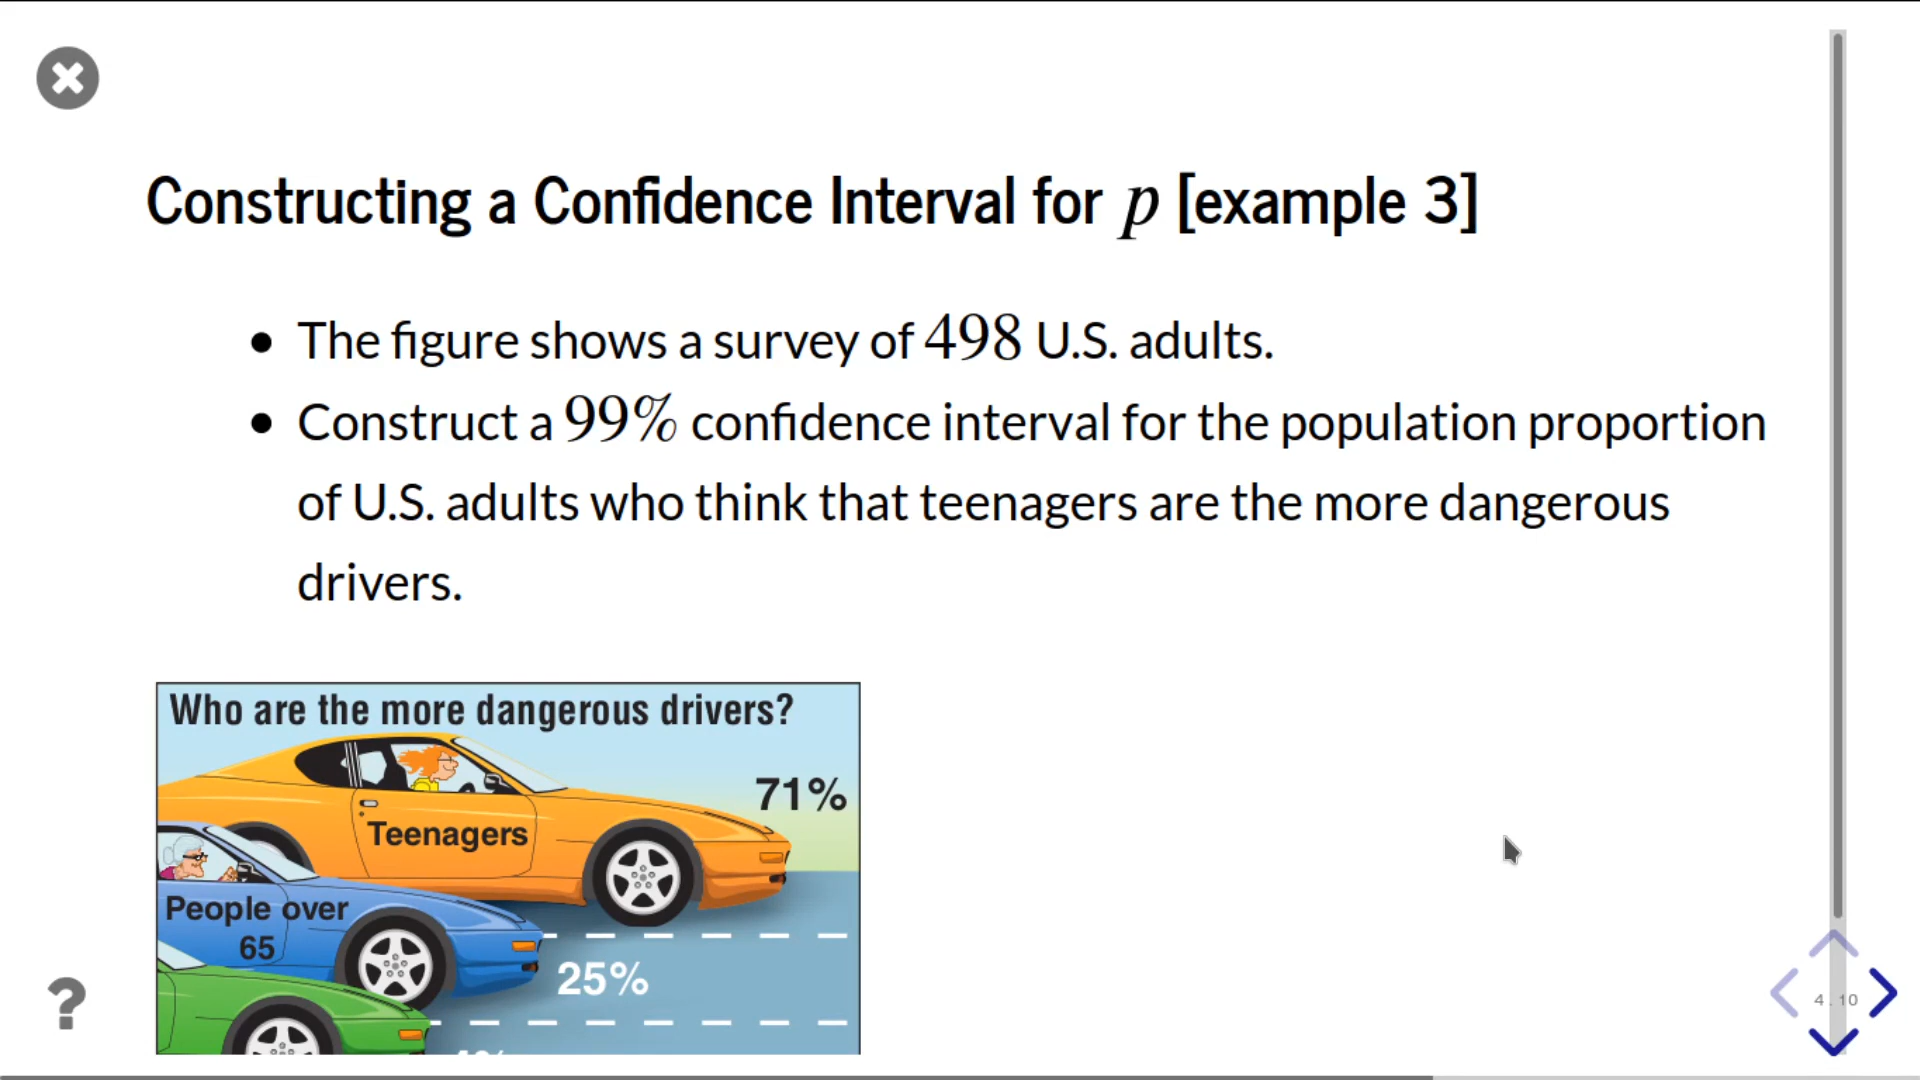 Constructing a Confidence Interval for p [example 3]
The figure shows a survey of 498 U.S. adults.
Construct a 99% confidence interval for the population proportion
of U.S. adults who think that teenagers are the more dangerous
drivers.
Who are the more dangerous drivers?
71%
Teenagers
People over
65
25%
?
4.10